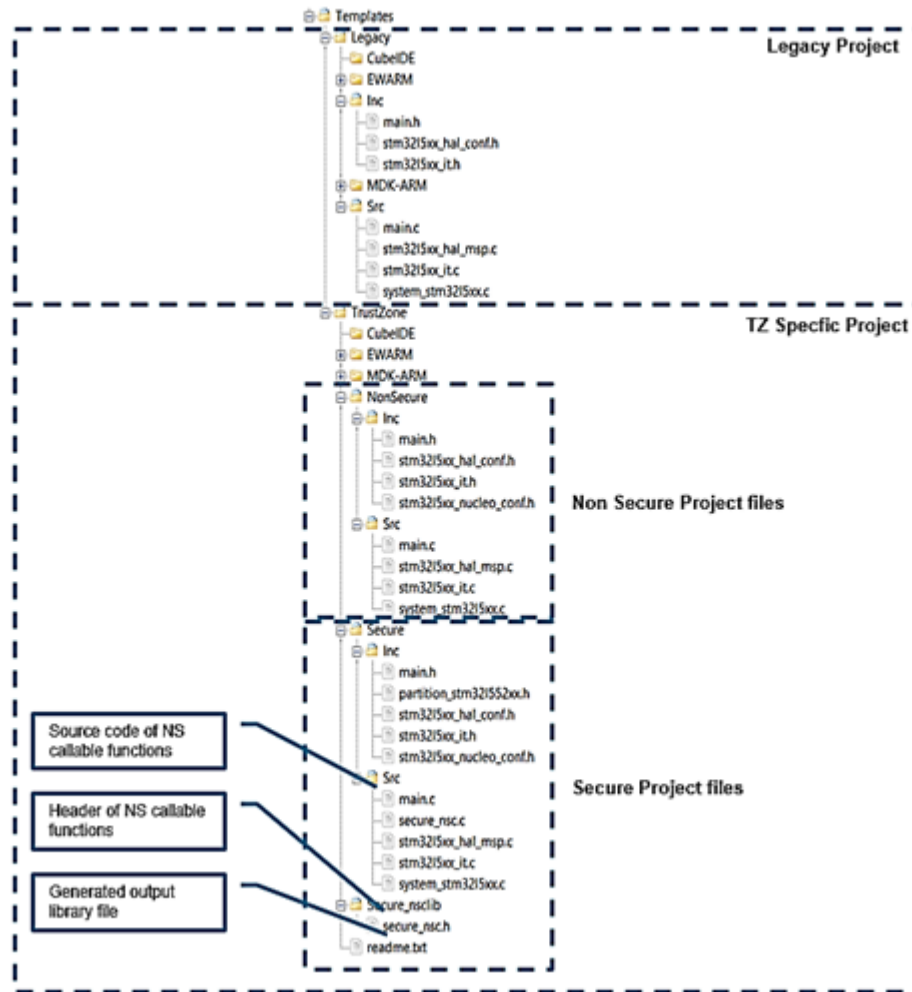 Templates
Legacy
Legacy Project
CubeIDE
EWARM
Inc
main.h
stm32l5xx_hal_conf.h
stm32l5xx_it.h
MDK-ARM
Src
main.c
stm32l5xx_hal_msp.c
stm32l5xx_it.c
system_stm32l5xx.c
TrustZone
TZ Specfic Project
CubeIDE
EWARM
MDK-ARM
NonSecure
Inc
main.h
stm32l5xx_hal_conf.h
stm32l5xx_it.h
stm32l5xx_nucleo_conf.h
Non Secure Project files
Src
main.c
stm32l5xx_hal_msp.c
stm32l5xx_it.c
system_stm32l5xx.c
Secure
Inc
main.h
partition_stm32l552xx.h
stm32l5xx_hal_conf.h
stm32l5xx_it.h
stm32l5xx_nucleo_conf.h
Source code of NS
callable functions
Src
Secure Project files
main.c
secure_nsc.c
stm32l5xx_hal_msp.c
stm32l5xx_it.c
system_stm32l5xx.c
Header of NS callable
functions
Generated output
library file
Secure_nsclib
secure_nsc.h
readme.txt